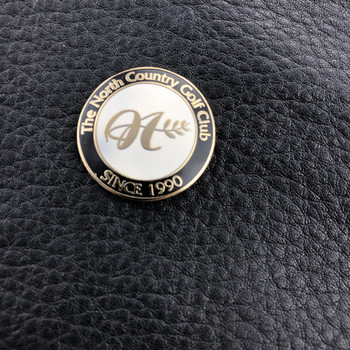 The North Country Golf Club
N
SINCE 1990